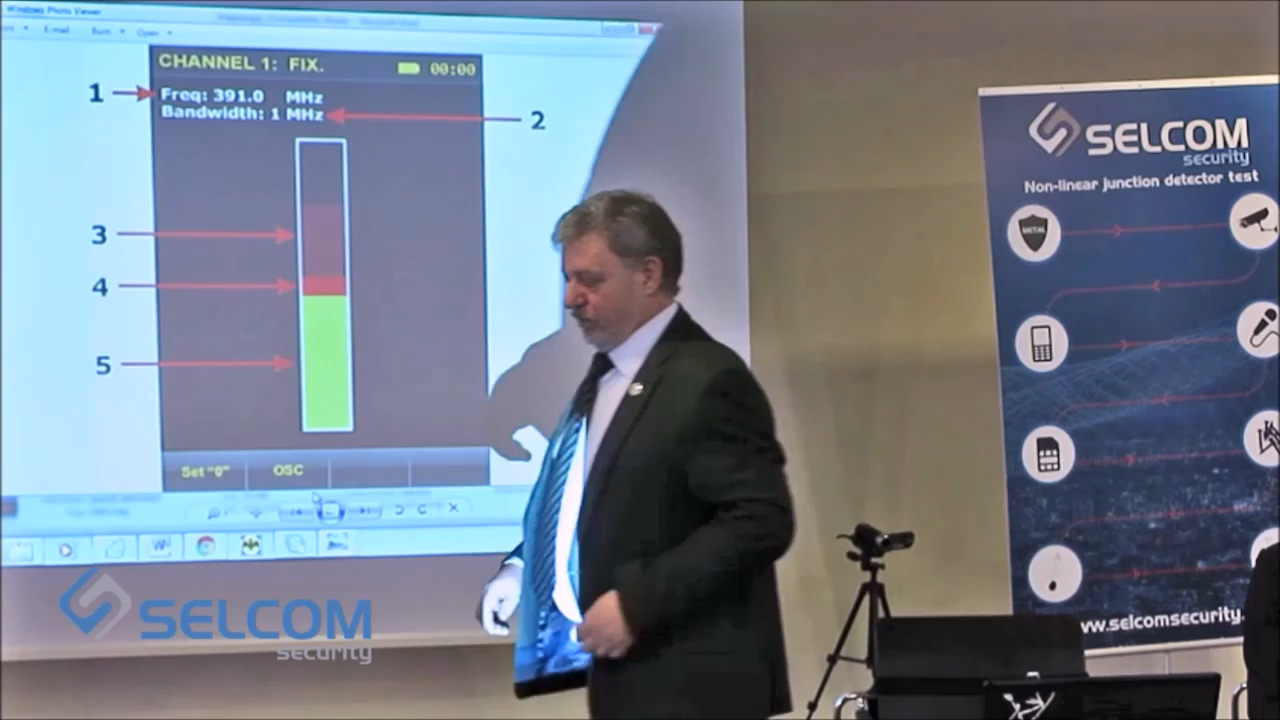 Windows Photo Viewer
E-mail Burn Open
CHANNEL 1: FIX. 00:00
1
Freq: 391.0 MHz
Bandwidth: 1 MHz
2
3
4
5
Set "0" OSC
SELCOM
security
Non-linear junction detector test
METAL
www.selcomsecurity.
SELCOM
security